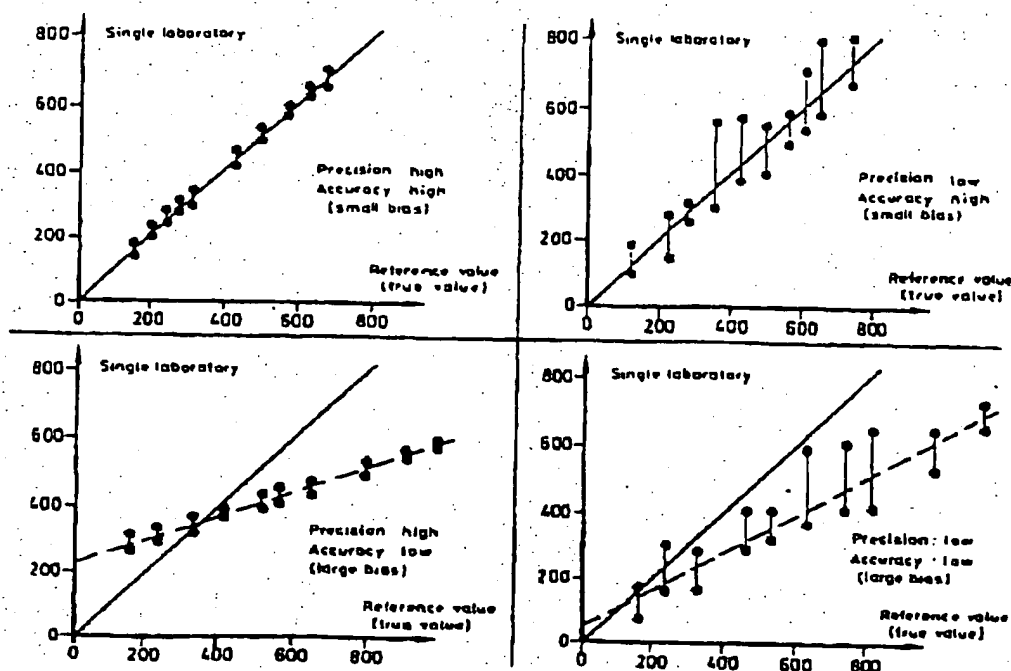 800
Single laboratory
600
400
Precision high
Accuracy high
(small bias)
200
Reference value
(true value)
0
0 200 400 600 800
800
Single laboratory
600
400
Precision low
Accuracy high
(small bias)
200
Reference value
(true value)
0
0 200 400 600 800
800
Single laboratory
600
400
Precision high
Accuracy low
(large bias)
200
Reference value
(true value)
0
0 200 400 600 800
800
Single laboratory
600
400
Precision: low
Accuracy · low
(large bias)
200
Reference value
(true value)
0
0 200 400 600 800